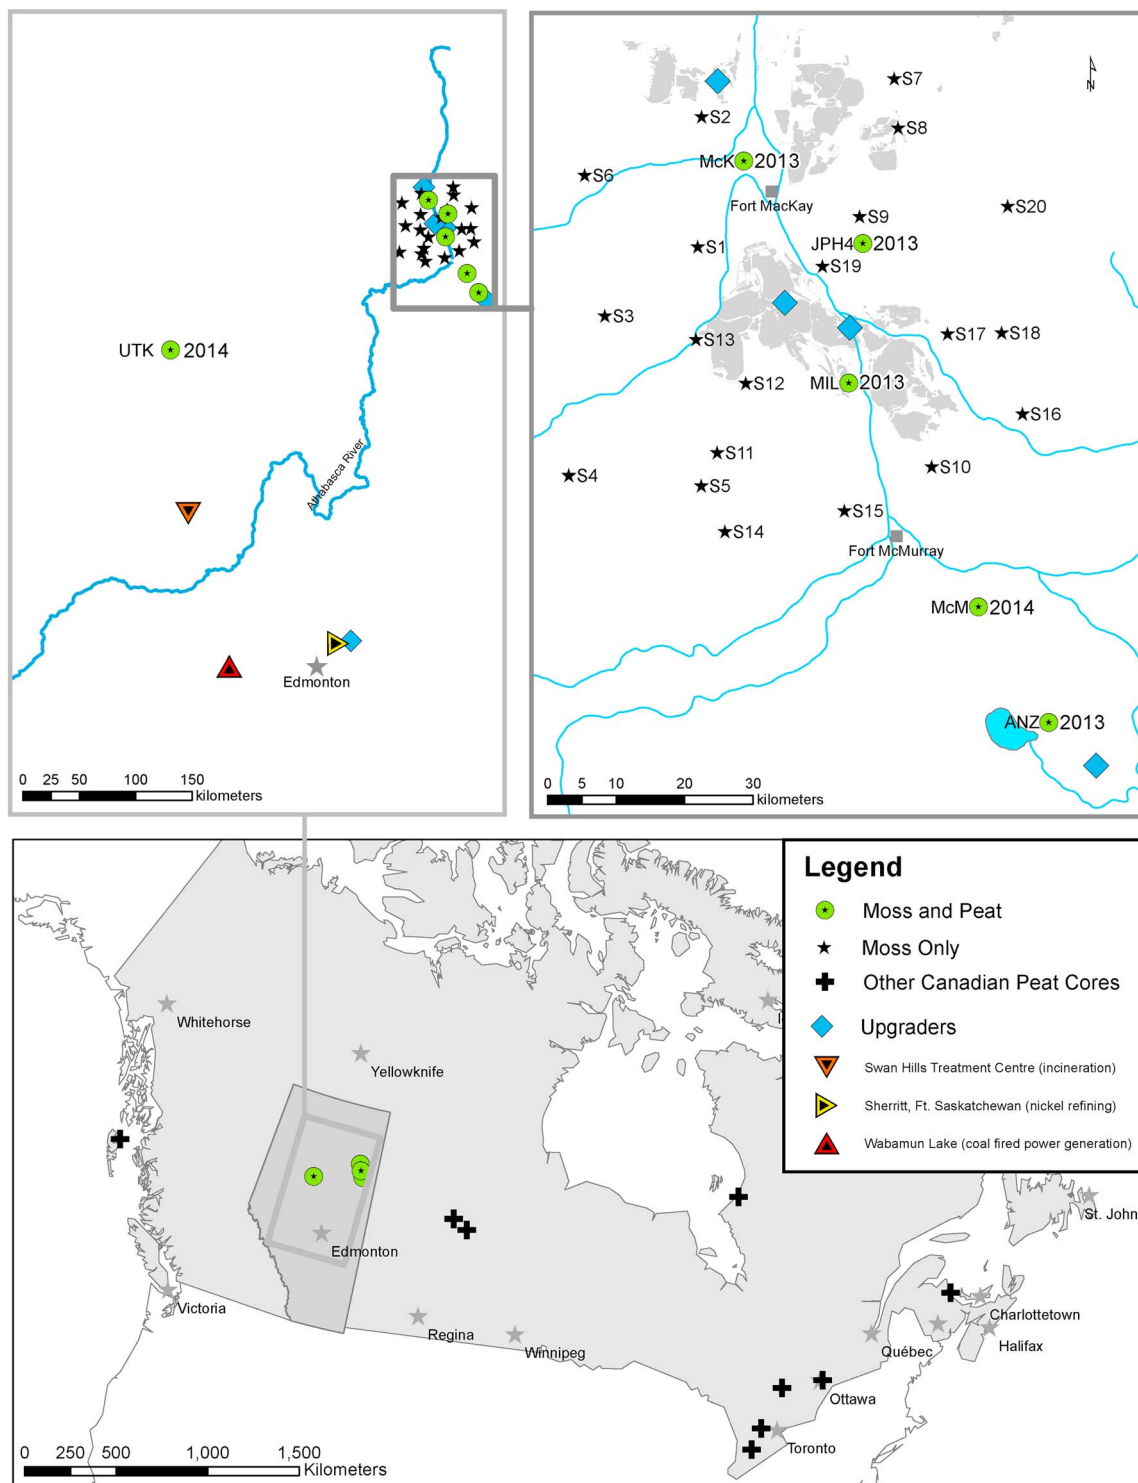 UTK 2014
Athabasca River
Edmonton
0 25 50 100 150
kilometers
N
S7
S2
S8
McK 2013
S6
Fort MacKay
S20
S9
S1
JPH4 2013
S19
S3
S17
S18
S13
MIL 2013
S12
S16
S11
S10
S4
S5
S15
S14
Fort McMurray
McM 2014
ANZ 2013
0 5 10 20 30
kilometers
Legend
Moss and Peat
Moss Only
Other Canadian Peat Cores
Upgraders
Swan Hills Treatment Centre (incineration)
Sherritt, Ft. Saskatchewan (nickel refining)
Wabamun Lake (coal fired power generation)
Whitehorse
Yellowknife
St. John
Edmonton
Victoria
Charlottetown
Regina
Winnipeg
Québec
Halifax
Ottawa
Toronto
0 250 500 1,000 1,500
Kilometers